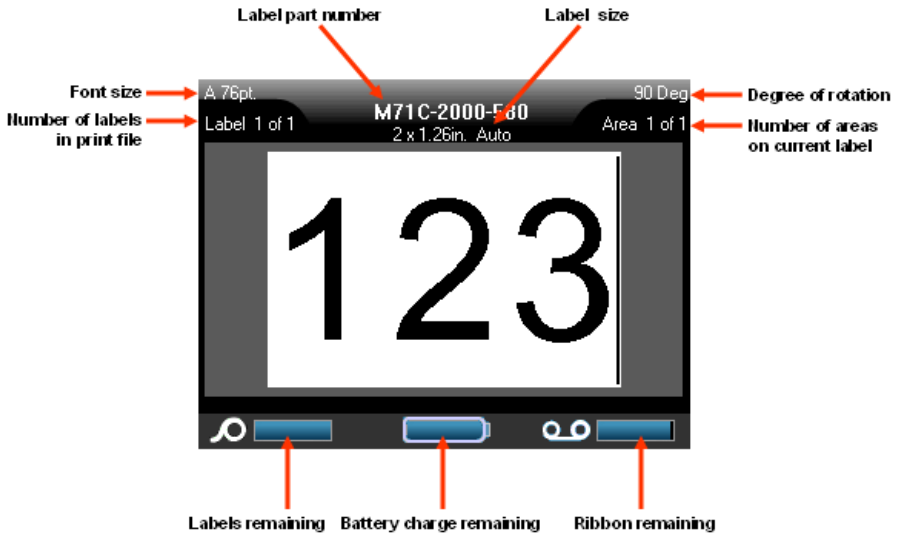 Label part number
Label size
Font size
A 76pt.
90 Deg
Degree of rotation
M71C-2000-580
Number of labels
in print file
Label 1 of 1
2 x 1.26in. Auto
Area 1 of 1
Number of areas
on current label
123
Labels remaining
Battery charge remaining
Ribbon remaining